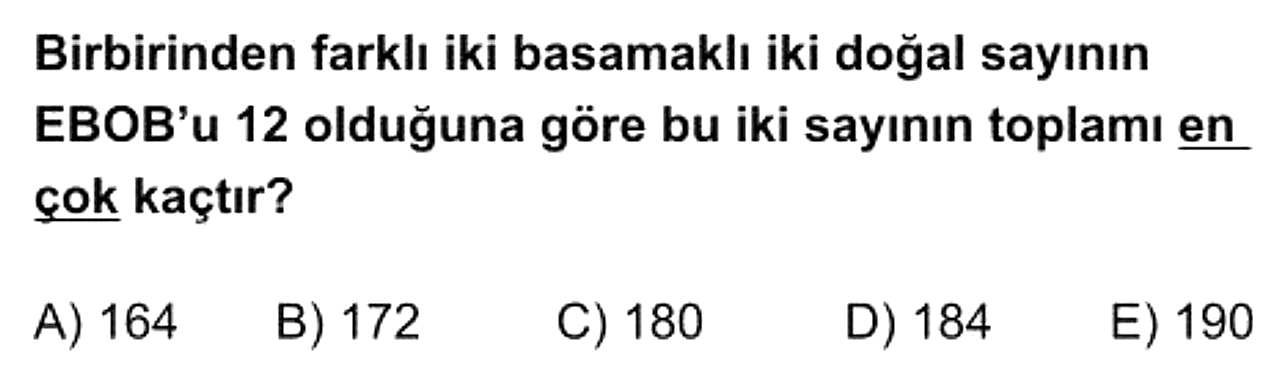 Birbirinden farklı iki basamaklı iki doğal sayının
EBOB’u 12 olduğuna göre bu iki sayının toplamı en
çok kaçtır?
A) 164 B) 172 C) 180 D) 184 E) 190